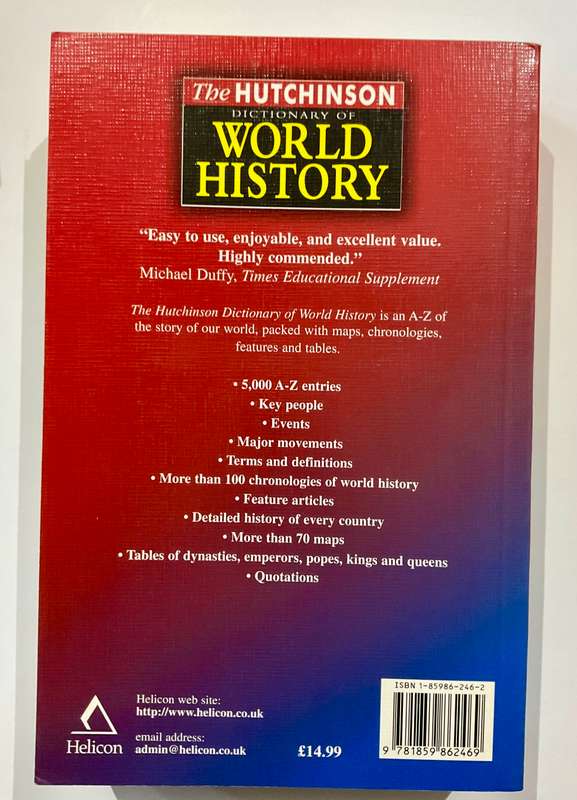 The HUTCHINSON
DICTIONARY OF
WORLD
HISTORY
“Easy to use, enjoyable, and excellent value.
Highly commended.”
Michael Duffy, Times Educational Supplement
The Hutchinson Dictionary of World History is an A-Z of
the story of our world, packed with maps, chronologies,
features and tables.
• 5,000 A-Z entries
• Key people
• Events
• Major movements
• Terms and definitions
• More than 100 chronologies of world history
• Feature articles
• Detailed history of every country
• More than 70 maps
• Tables of dynasties, emperors, popes, kings and queens
• Quotations
Helicon
Helicon web site:
http://www.helicon.co.uk
email address:
admin@helicon.co.uk
£14.99
ISBN 1-85986-246-2
9 781859 862469